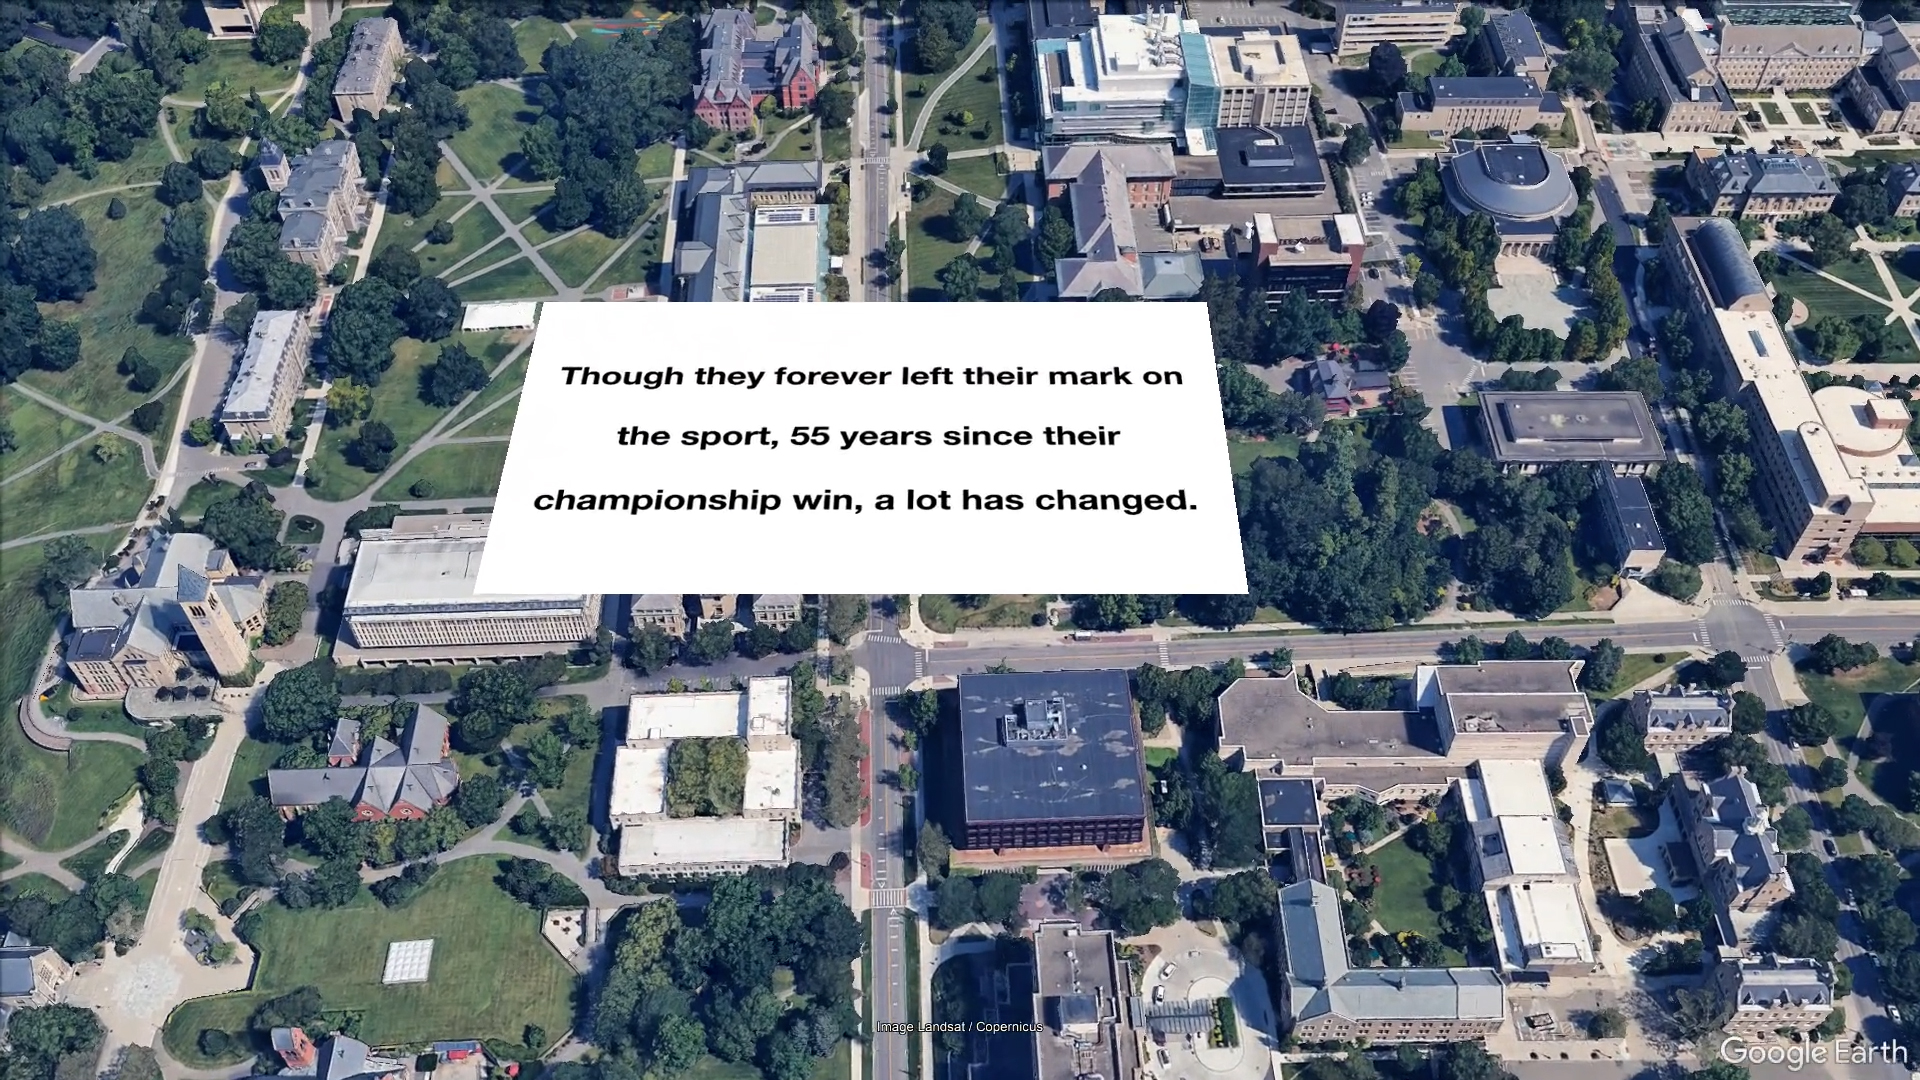 Though they forever left their mark on
the sport, 55 years since their
championship win, a lot has changed.
Image Landsat / Copernicus
Google Earth